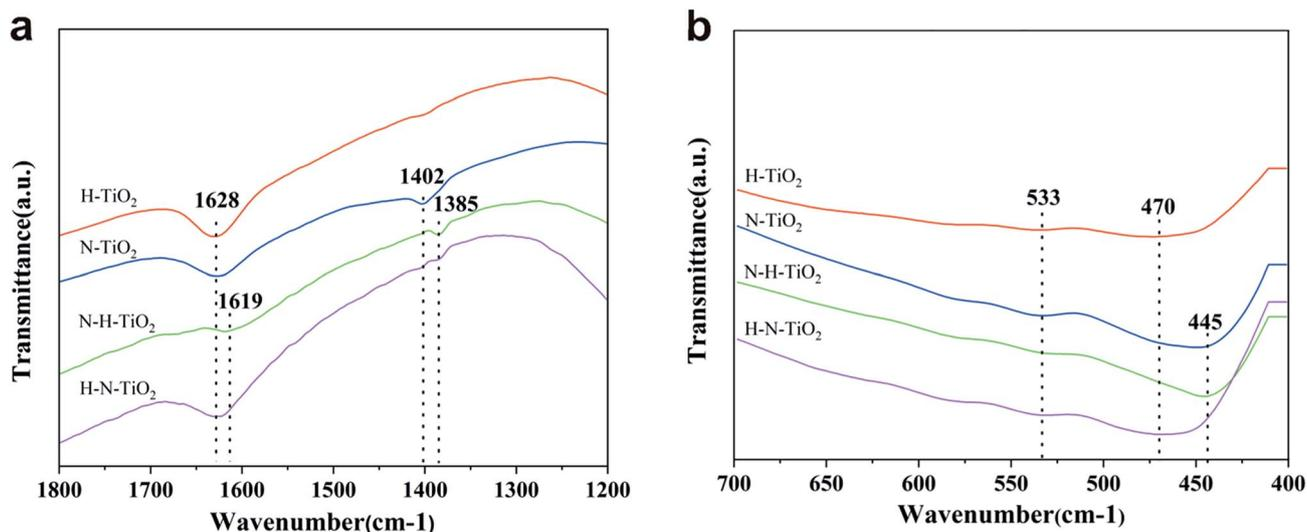 a
Transmittance(a.u.)
H-TiO₂
N-TiO₂
N-H-TiO₂
H-N-TiO₂
1628
1619
1402
1385
1800 1700 1600 1500 1400 1300 1200
Wavenumber(cm-1)
b
Transmittance(a.u.)
H-TiO₂
N-TiO₂
N-H-TiO₂
H-N-TiO₂
533
470
445
700 650 600 550 500 450 400
Wavenumber(cm-1)